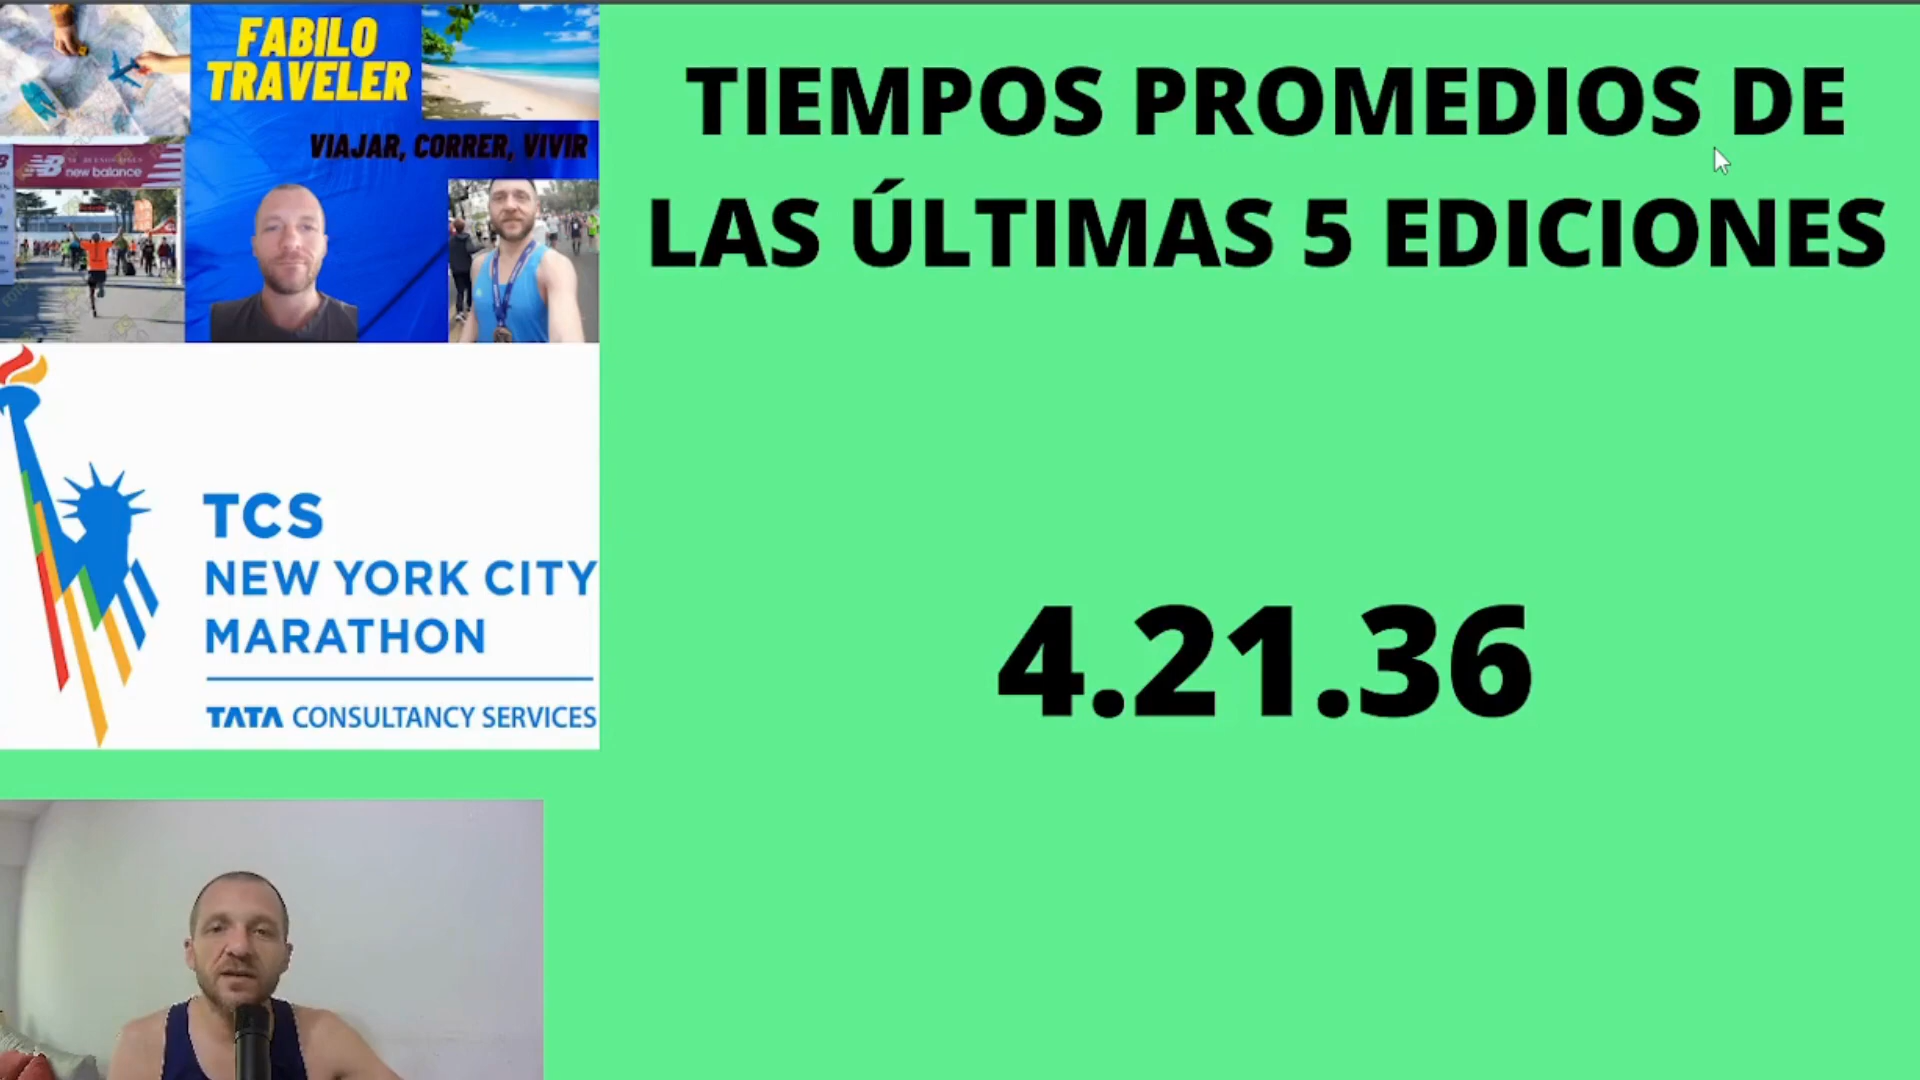 FABILO
TRAVELER
VIAJAR, CORRER, VIVIR
new balance
TCS
NEW YORK CITY
MARATHON
TATA CONSULTANCY SERVICES
TIEMPOS PROMEDIOS DE
LAS ÚLTIMAS 5 EDICIONES
4.21.36